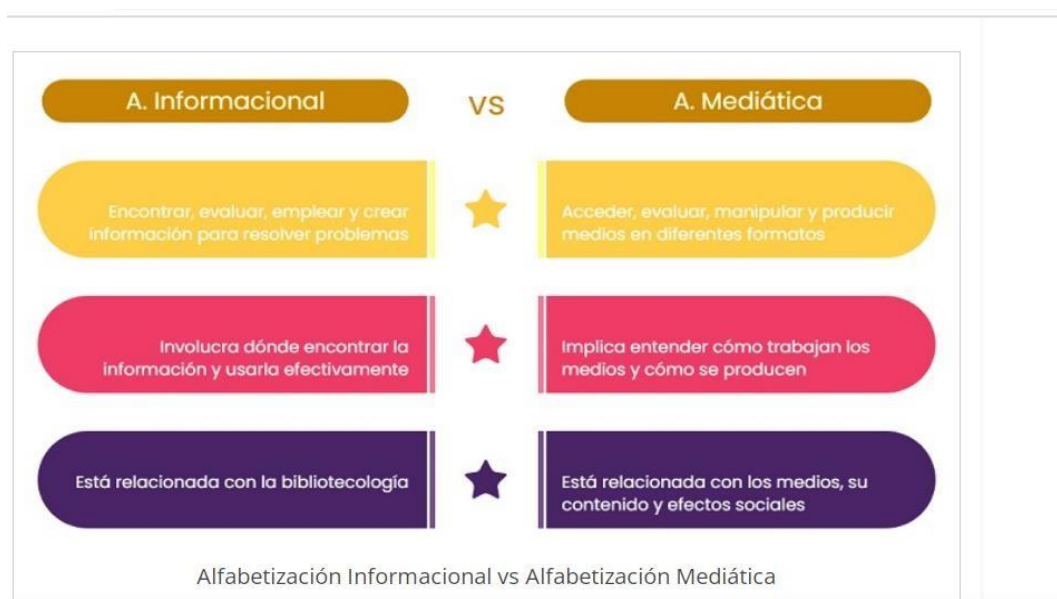 A. Informacional
VS
A. Mediática
Encontrar, evaluar, emplear y crear
información para resolver problemas
Acceder, evaluar, manipular y producir
medios en diferentes formatos
Involucra dónde encontrar la
información y usarla efectivamente
Implica entender cómo trabajan los
medios y cómo se producen
Está relacionada con la bibliotecología
Está relacionada con los medios, su
contenido y efectos sociales
Alfabetización Informacional vs Alfabetización Mediática